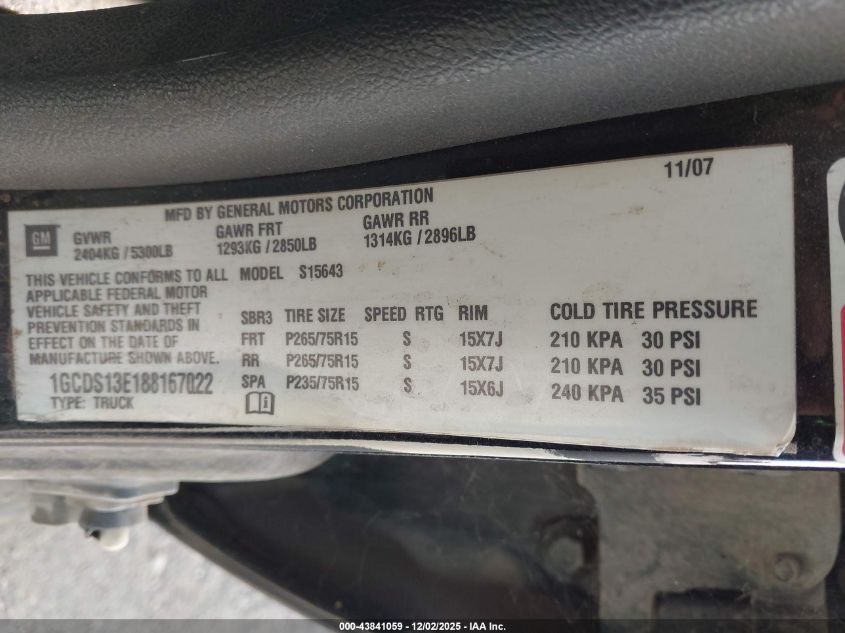 11/07
MFD BY GENERAL MOTORS CORPORATION
GM
GVWR GAWR FRT GAWR RR
2404KG / 5300LB 1293KG / 2850LB 1314KG / 2896LB
THIS VEHICLE CONFORMS TO ALL
APPLICABLE FEDERAL MOTOR
VEHICLE SAFETY AND THEFT
PREVENTION STANDARDS IN
EFFECT ON THE DATE OF
MANUFACTURE SHOWN ABOVE.
1GCDS13E188167022
TYPE: TRUCK
MODEL S15643
SBR3 TIRE SIZE SPEED RTG RIM COLD TIRE PRESSURE
FRT P265/75R15 S 15X7J 210 KPA 30 PSI
RR P265/75R15 S 15X7J 210 KPA 30 PSI
SPA P235/75R15 S 15X6J 240 KPA 35 PSI
000-43841059 - 12/02/2025 - IAA Inc.